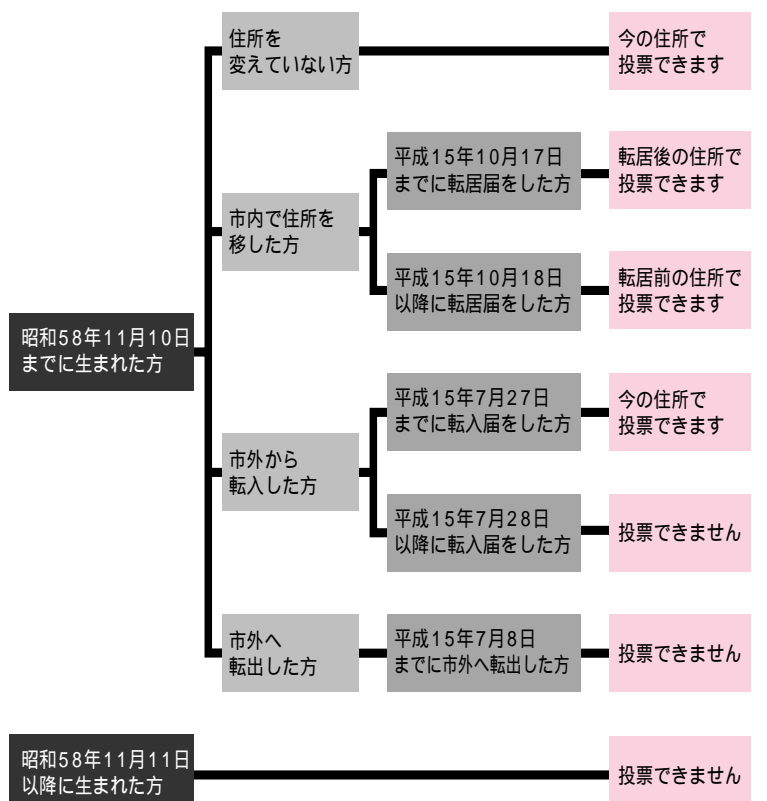 住所を
変えていない方
今の住所で
投票できます
平成15年10月17日
までに転居届をした方
転居後の住所で
投票できます
市内で住所を
移した方
平成15年10月18日
以降に転居届をした方
転居前の住所で
投票できます
昭和58年11月10日
までに生まれた方
平成15年7月27日
までに転入届をした方
今の住所で
投票できます
市外から
転入した方
平成15年7月28日
以降に転入届をした方
投票できません
市外へ
転出した方
平成15年7月8日
までに市外へ転出した方
投票できません
昭和58年11月11日
以降に生まれた方
投票できません